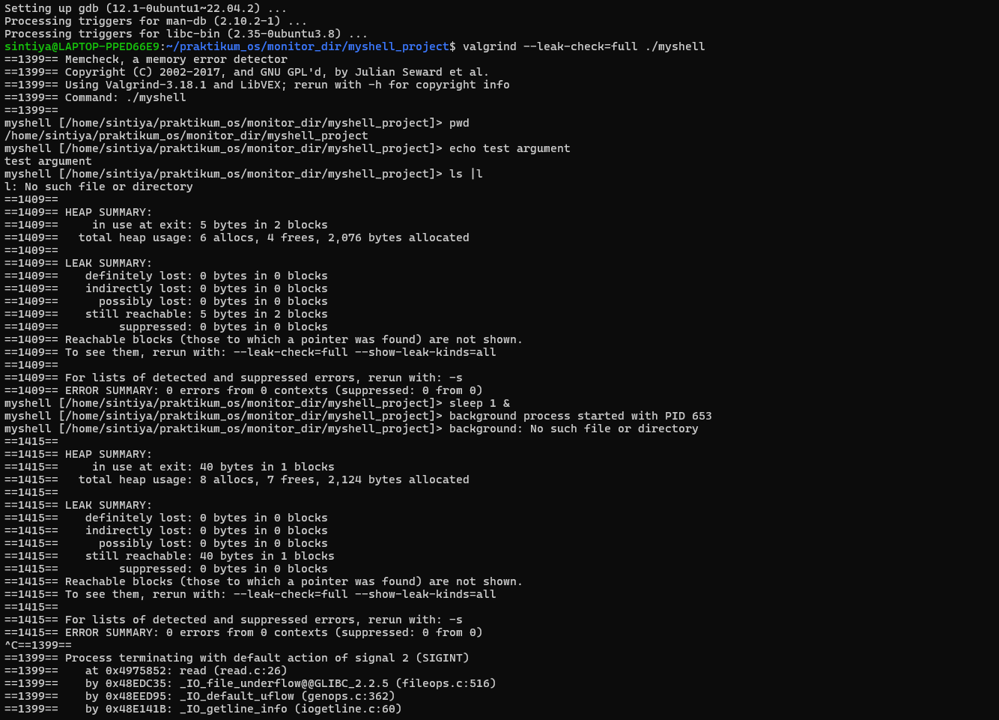 Setting up gdb (12.1-0ubuntu1~22.04.2) ...
Processing triggers for man-db (2.10.2-1) ...
Processing triggers for libc-bin (2.35-0ubuntu3.8) ...
sintiya@LAPTOP-PPED66E9:~/praktikum_os/monitor_dir/myshell_project$ valgrind --leak-check=full ./myshell
==1399== Memcheck, a memory error detector
==1399== Copyright (C) 2002-2017, and GNU GPL'd, by Julian Seward et al.
==1399== Using Valgrind-3.18.1 and LibVEX; rerun with -h for copyright info
==1399== Command: ./myshell
==1399==
myshell [/home/sintiya/praktikum_os/monitor_dir/myshell_project]> pwd
/home/sintiya/praktikum_os/monitor_dir/myshell_project
myshell [/home/sintiya/praktikum_os/monitor_dir/myshell_project]> echo test argument
test argument
myshell [/home/sintiya/praktikum_os/monitor_dir/myshell_project]> ls |l
l: No such file or directory
==1409==
==1409== HEAP SUMMARY:
==1409==     in use at exit: 5 bytes in 2 blocks
==1409==   total heap usage: 6 allocs, 4 frees, 2,076 bytes allocated
==1409==
==1409== LEAK SUMMARY:
==1409==    definitely lost: 0 bytes in 0 blocks
==1409==    indirectly lost: 0 bytes in 0 blocks
==1409==      possibly lost: 0 bytes in 0 blocks
==1409==    still reachable: 5 bytes in 2 blocks
==1409==         suppressed: 0 bytes in 0 blocks
==1409== Reachable blocks (those to which a pointer was found) are not shown.
==1409== To see them, rerun with: --leak-check=full --show-leak-kinds=all
==1409==
==1409== For lists of detected and suppressed errors, rerun with: -s
==1409== ERROR SUMMARY: 0 errors from 0 contexts (suppressed: 0 from 0)
myshell [/home/sintiya/praktikum_os/monitor_dir/myshell_project]> sleep 1 &
myshell [/home/sintiya/praktikum_os/monitor_dir/myshell_project]> background process started with PID 653
myshell [/home/sintiya/praktikum_os/monitor_dir/myshell_project]> background: No such file or directory
==1415==
==1415== HEAP SUMMARY:
==1415==     in use at exit: 40 bytes in 1 blocks
==1415==   total heap usage: 8 allocs, 7 frees, 2,124 bytes allocated
==1415==
==1415== LEAK SUMMARY:
==1415==    definitely lost: 0 bytes in 0 blocks
==1415==    indirectly lost: 0 bytes in 0 blocks
==1415==      possibly lost: 0 bytes in 0 blocks
==1415==    still reachable: 40 bytes in 1 blocks
==1415==         suppressed: 0 bytes in 0 blocks
==1415== Reachable blocks (those to which a pointer was found) are not shown.
==1415== To see them, rerun with: --leak-check=full --show-leak-kinds=all
==1415==
==1415== For lists of detected and suppressed errors, rerun with: -s
==1415== ERROR SUMMARY: 0 errors from 0 contexts (suppressed: 0 from 0)
^C==1399==
==1399== Process terminating with default action of signal 2 (SIGINT)
==1399==    at 0x4975852: read (read.c:26)
==1399==    by 0x48EDC35: _IO_file_underflow@@GLIBC_2.2.5 (fileops.c:516)
==1399==    by 0x48EED95: _IO_default_uflow (genops.c:362)
==1399==    by 0x48E141B: _IO_getline_info (iogetline.c:60)